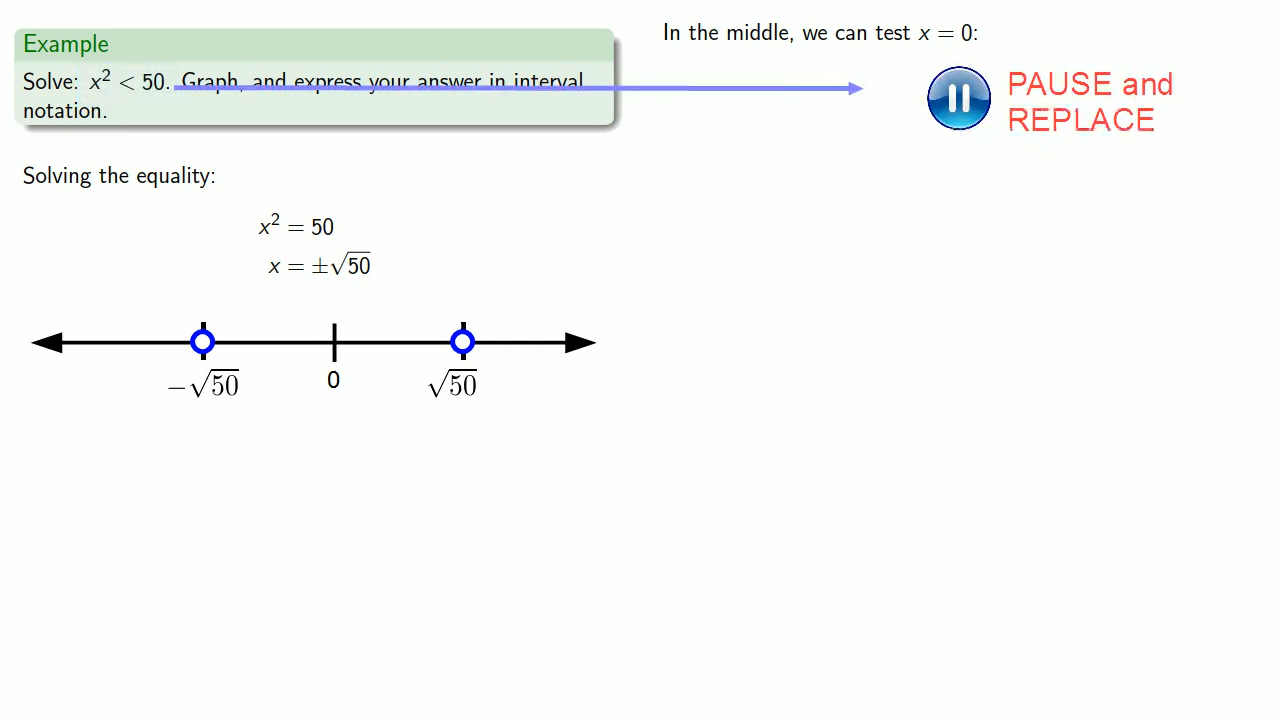 Example
Solve: x² < 50. Graph, and express your answer in interval
notation.
Solving the equality:
x² = 50
x = ±√50
−√50 0 √50
In the middle, we can test x = 0:
PAUSE and
REPLACE